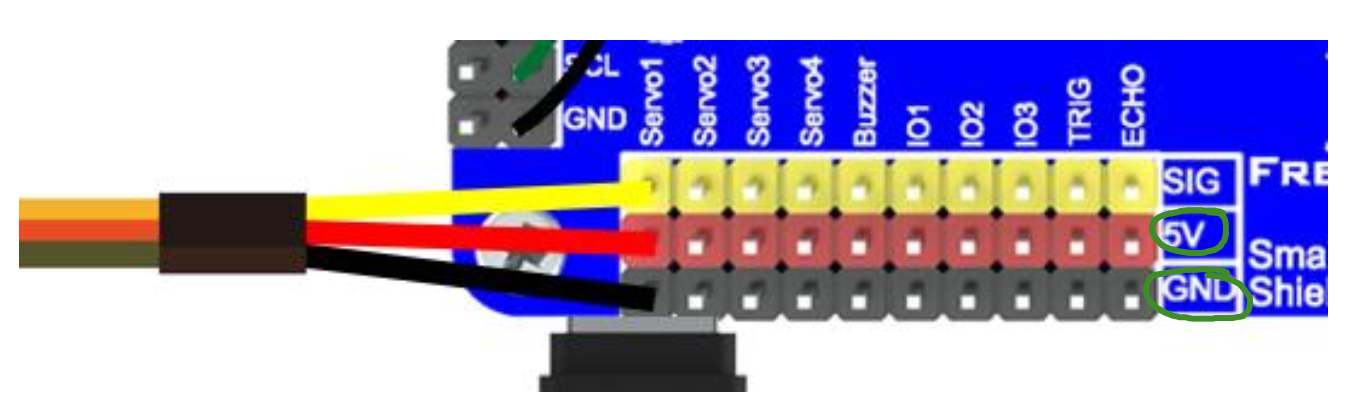 SCL
GND
Servo1
Servo2
Servo3
Servo4
Buzzer
IO1
IO2
IO3
TRIG
ECHO
SIG
5V
GND
FRE
Sma
Shie